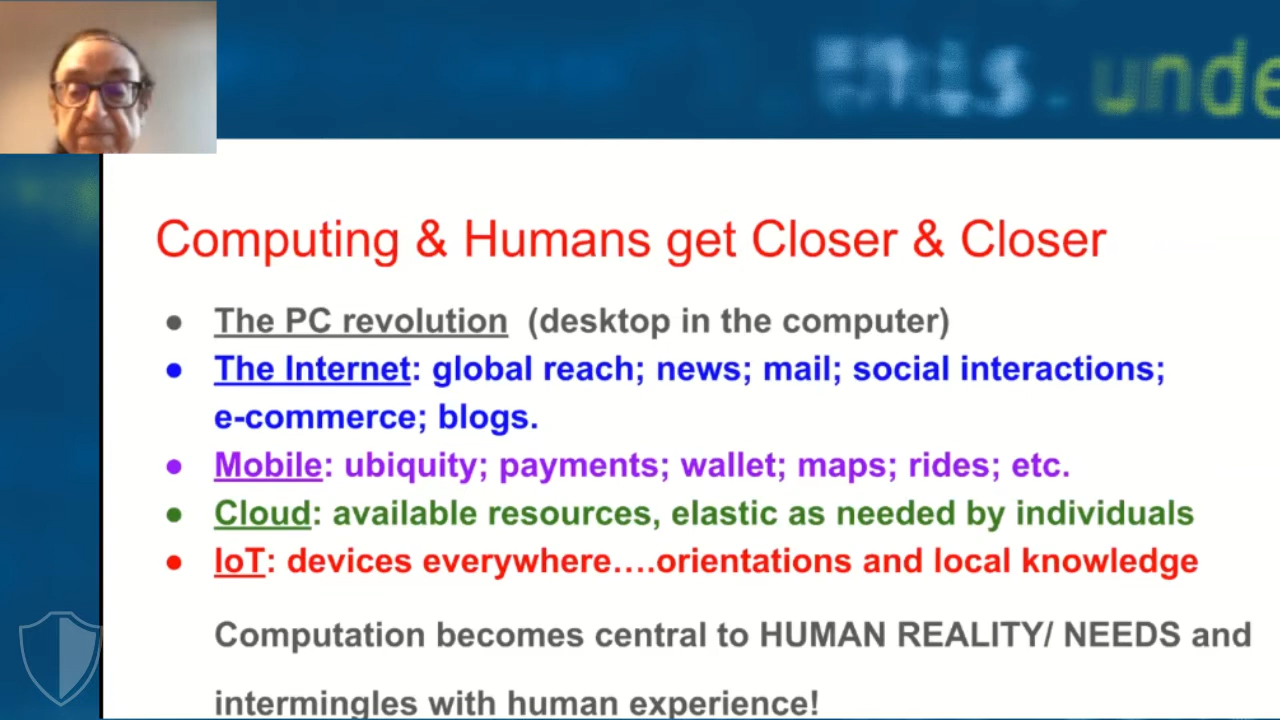 unde
Computing & Humans get Closer & Closer
● The PC revolution (desktop in the computer)
● The Internet: global reach; news; mail; social interactions;
e-commerce; blogs.
● Mobile: ubiquity; payments; wallet; maps; rides; etc.
● Cloud: available resources, elastic as needed by individuals
● IoT: devices everywhere….orientations and local knowledge
Computation becomes central to HUMAN REALITY/ NEEDS and
intermingles with human experience!